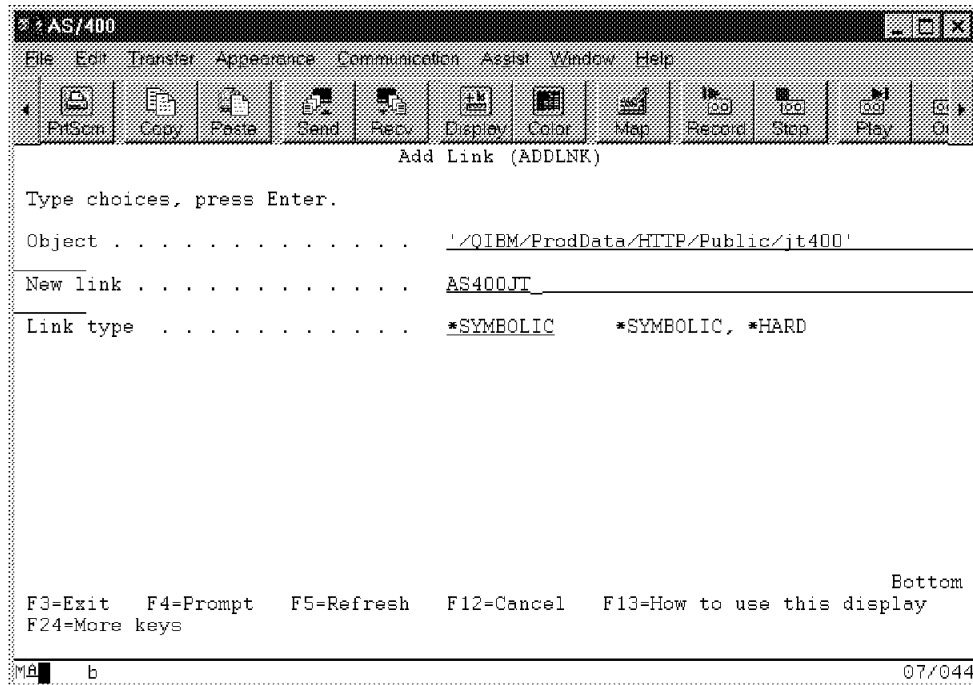 AS/400
File Edit Transfer Appearance Communication Assist Window Help
PrtScrn Copy Paste Send Recv Display Color Map Record Stop Play
Add Link (ADDLNK)
Type choices, press Enter.
Object . . . . . . . . . . . . . '/QIBM/ProdData/HTTP/Public/jt400'
New link . . . . . . . . . . . . AS400JT_
Link type . . . . . . . . . . . *SYMBOLIC *SYMBOLIC, *HARD
Bottom
F3=Exit F4=Prompt F5=Refresh F12=Cancel F13=How to use this display
F24=More keys
MA b 07/044